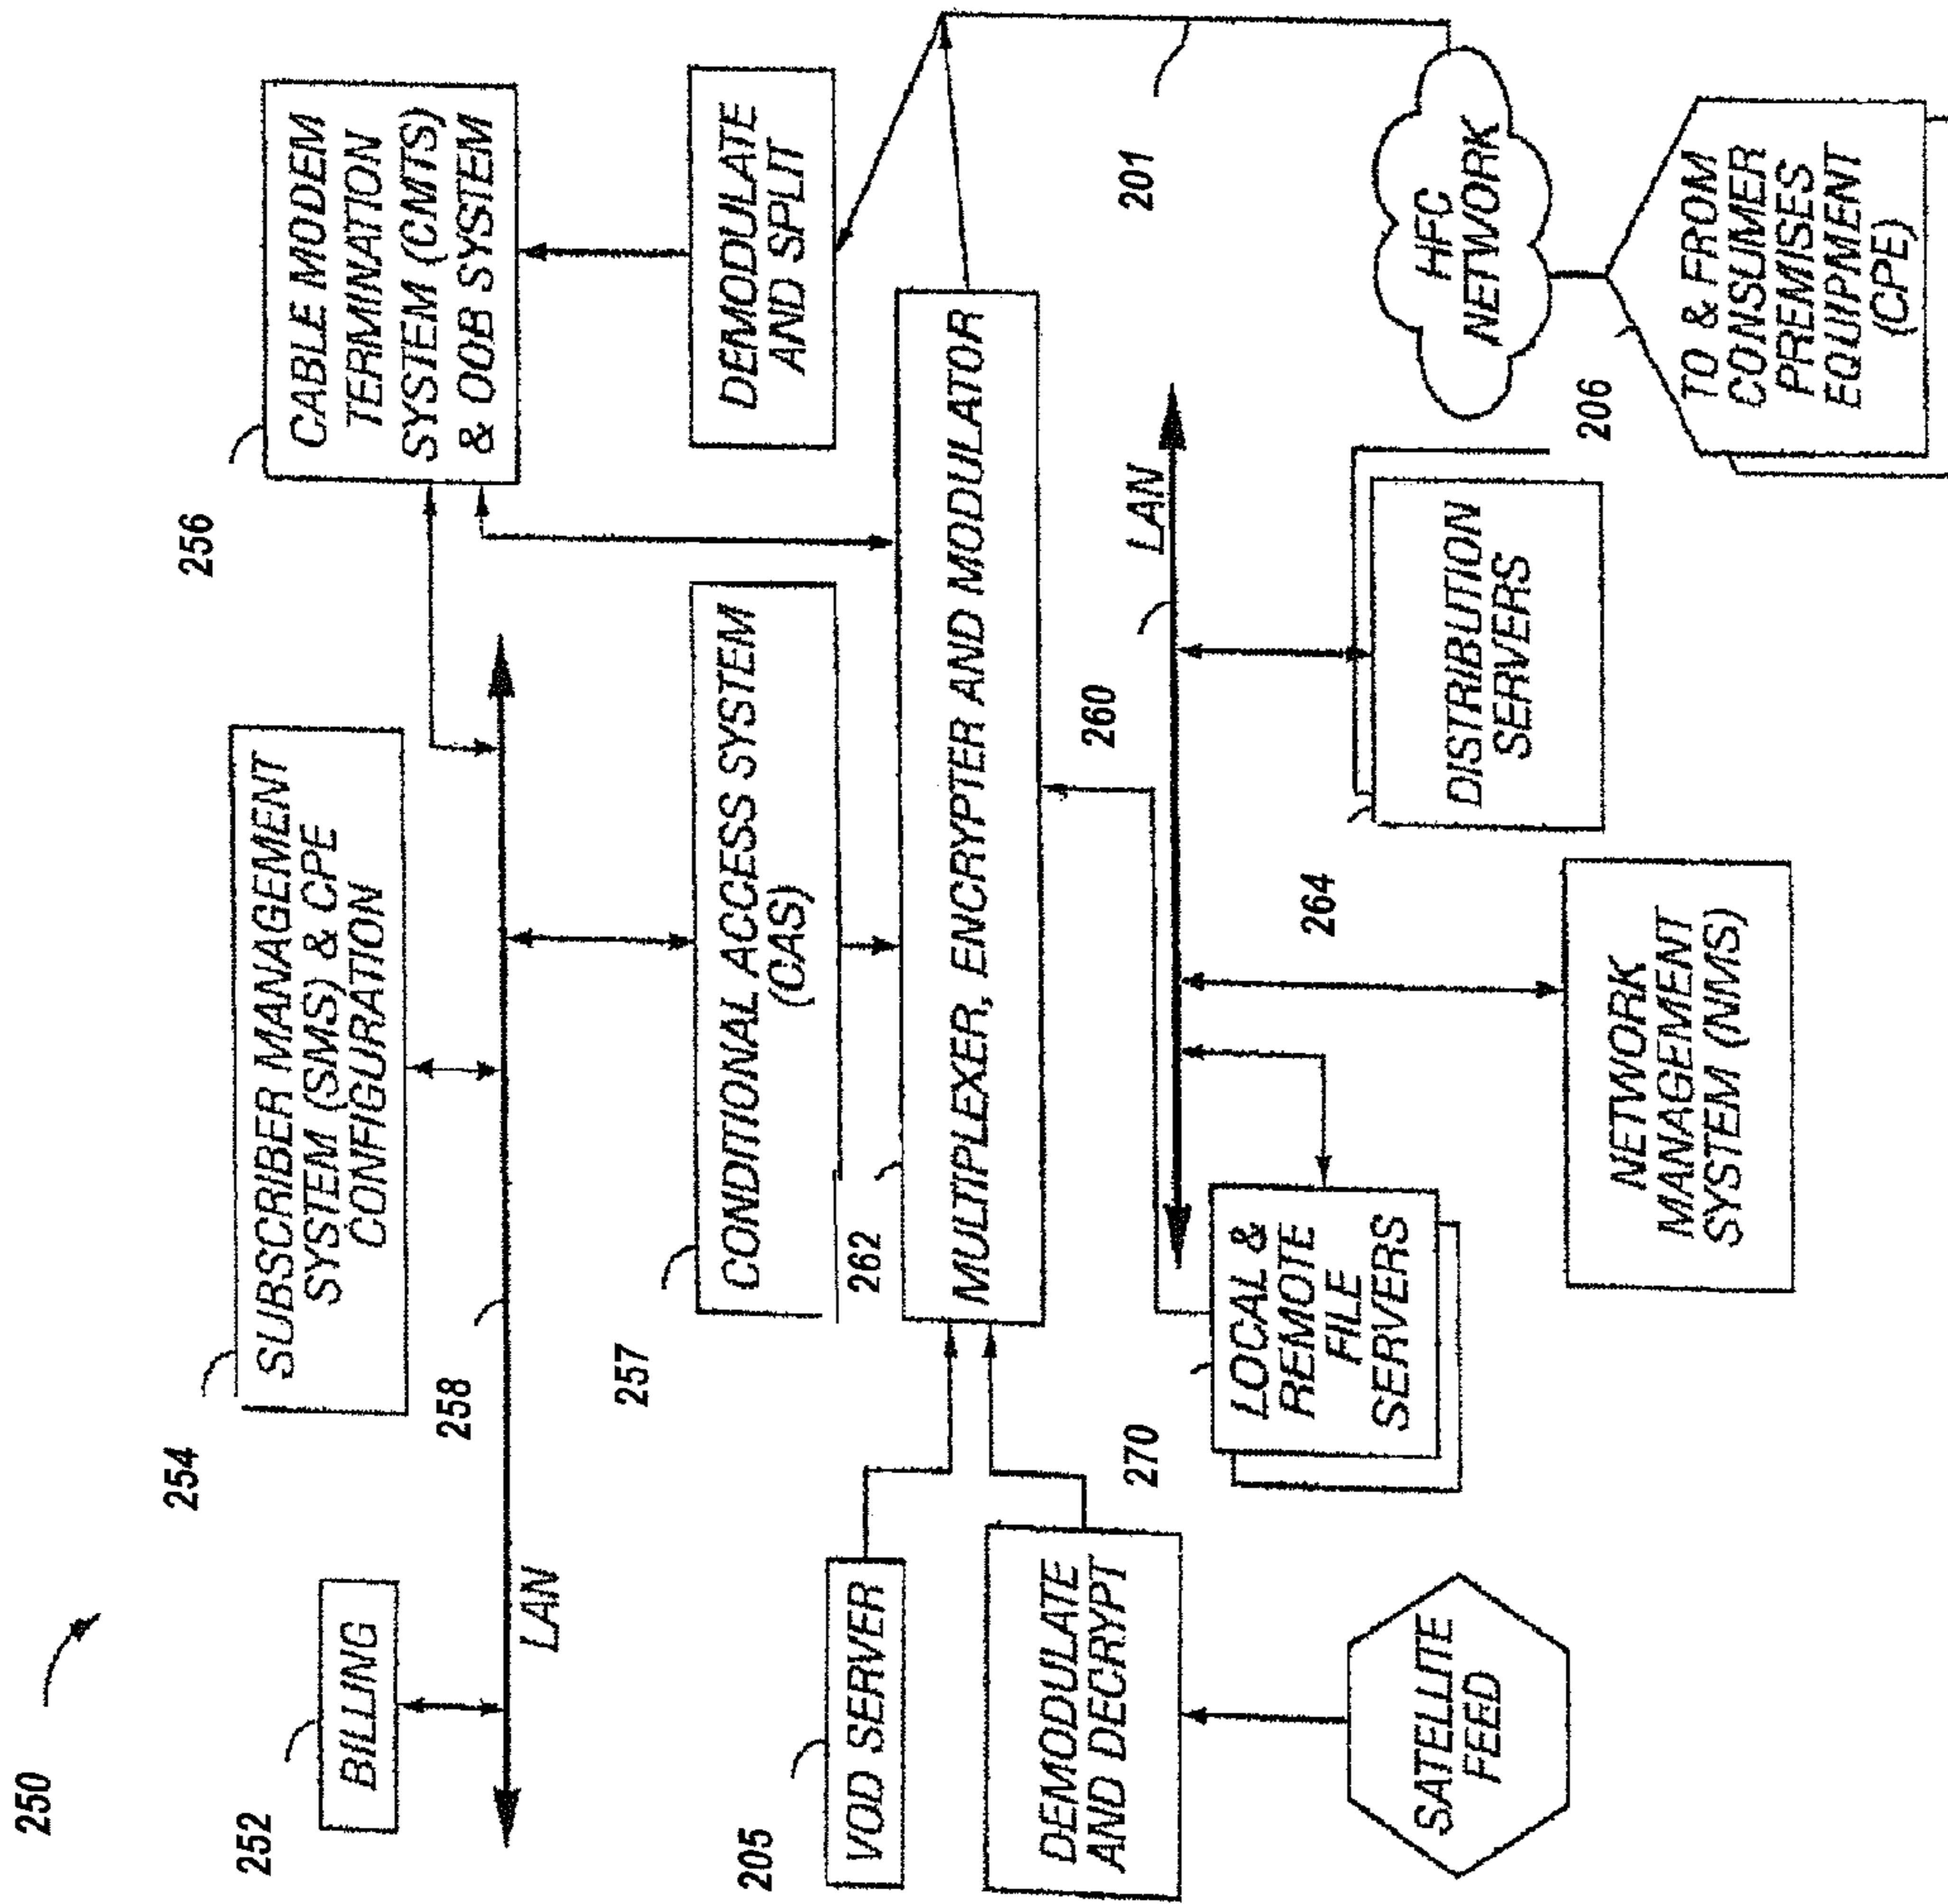 250
252
BILLING
254
SUBSCRIBER MANAGEMENT
SYSTEM (SMS) & CPE
CONFIGURATION
256
CABLE MODEM
TERMINATION
SYSTEM (CMTS)
& OOB SYSTEM
258
LAN
257
CONDITIONAL ACCESS SYSTEM
(CAS)
DEMODULATE
AND SPLIT
205
VOD SERVER
262
MULTIPLEXER, ENCRYPTER AND MODULATOR
DEMODULATE
AND DECRYPT
260
LAN
201
270
LOCAL &
REMOTE
FILE
SERVERS
264
DISTRIBUTION
SERVERS
HFC
NETWORK
SATELLITE
FEED
NETWORK
MANAGEMENT
SYSTEM (NMS)
206
TO & FROM
CONSUMER
PREMISES
EQUIPMENT
(CPE)